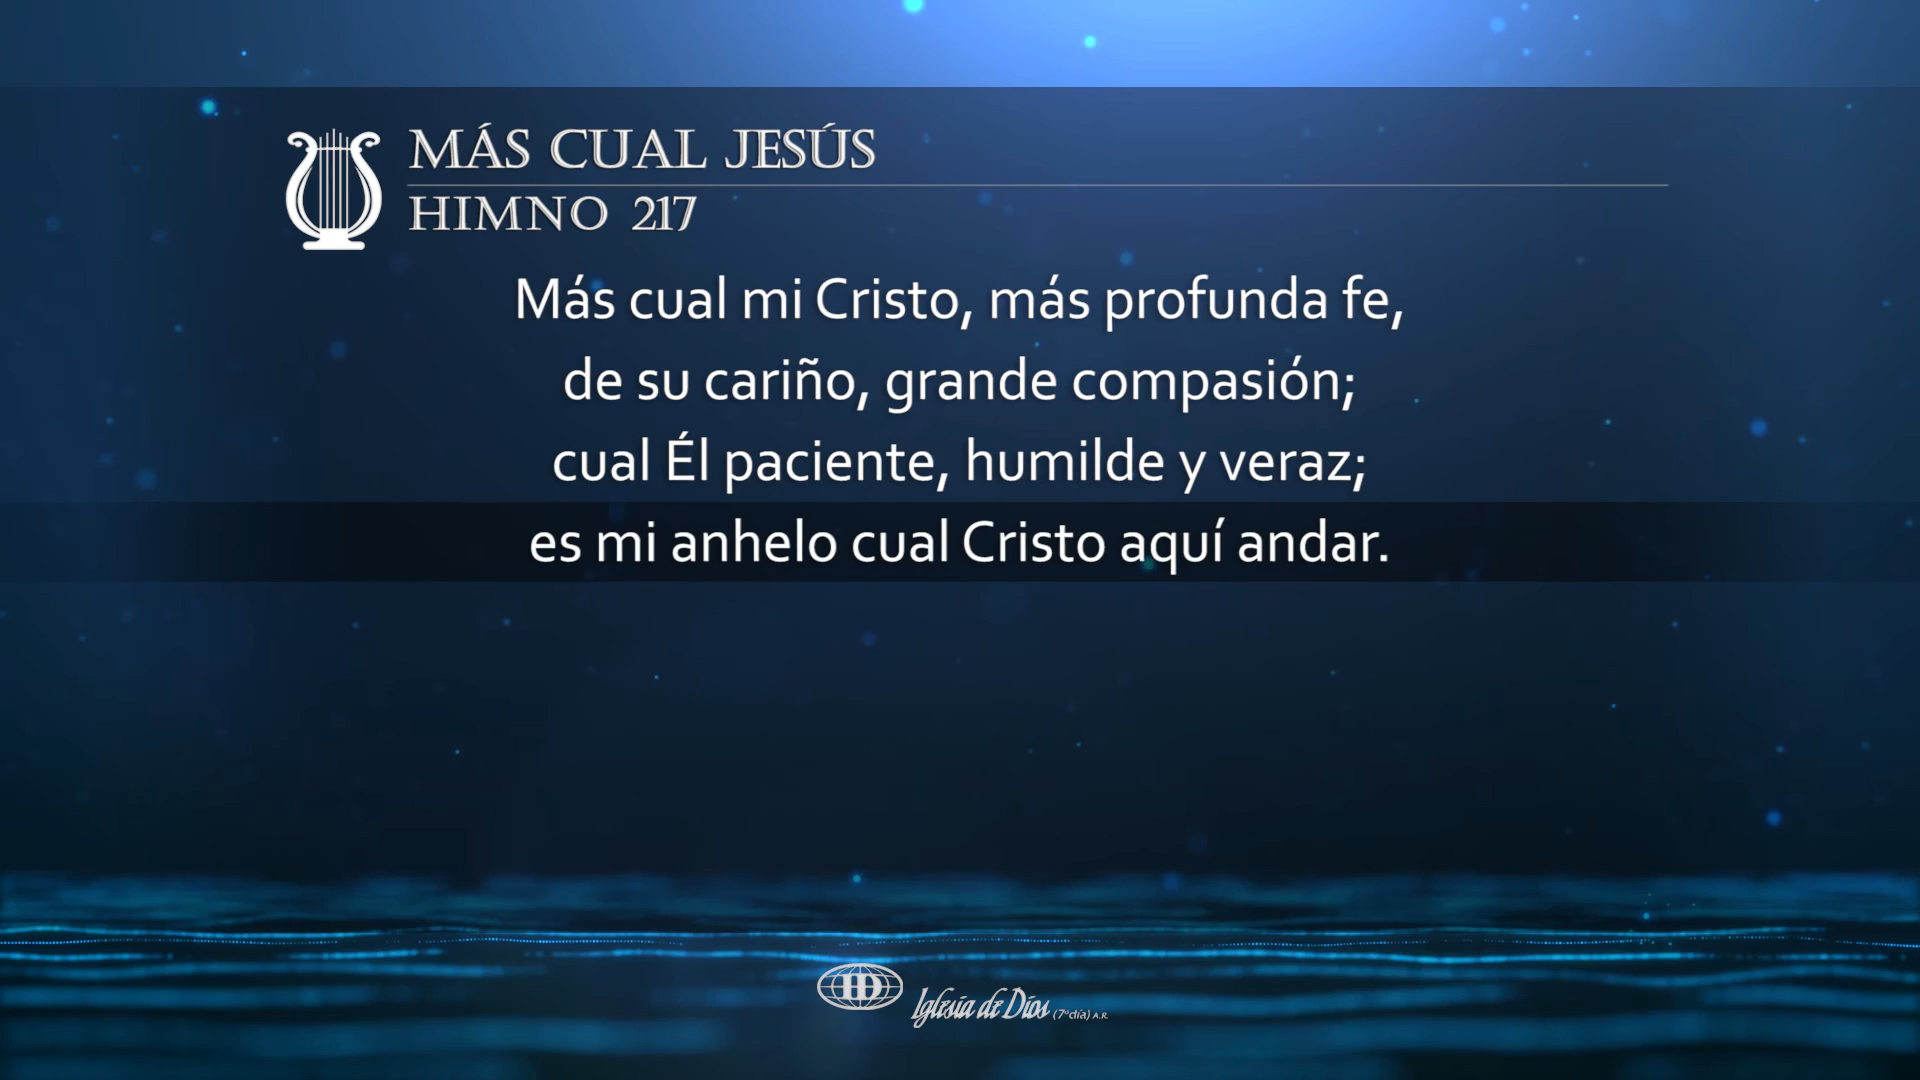 MÁS CUAL JESÚS
HIMNO 217
Más cual mi Cristo, más profunda fe,
de su cariño, grande compasión;
cual Él paciente, humilde y veraz;
es mi anhelo cual Cristo aquí andar.
ID Iglesia de Dios (7º día) A.R.